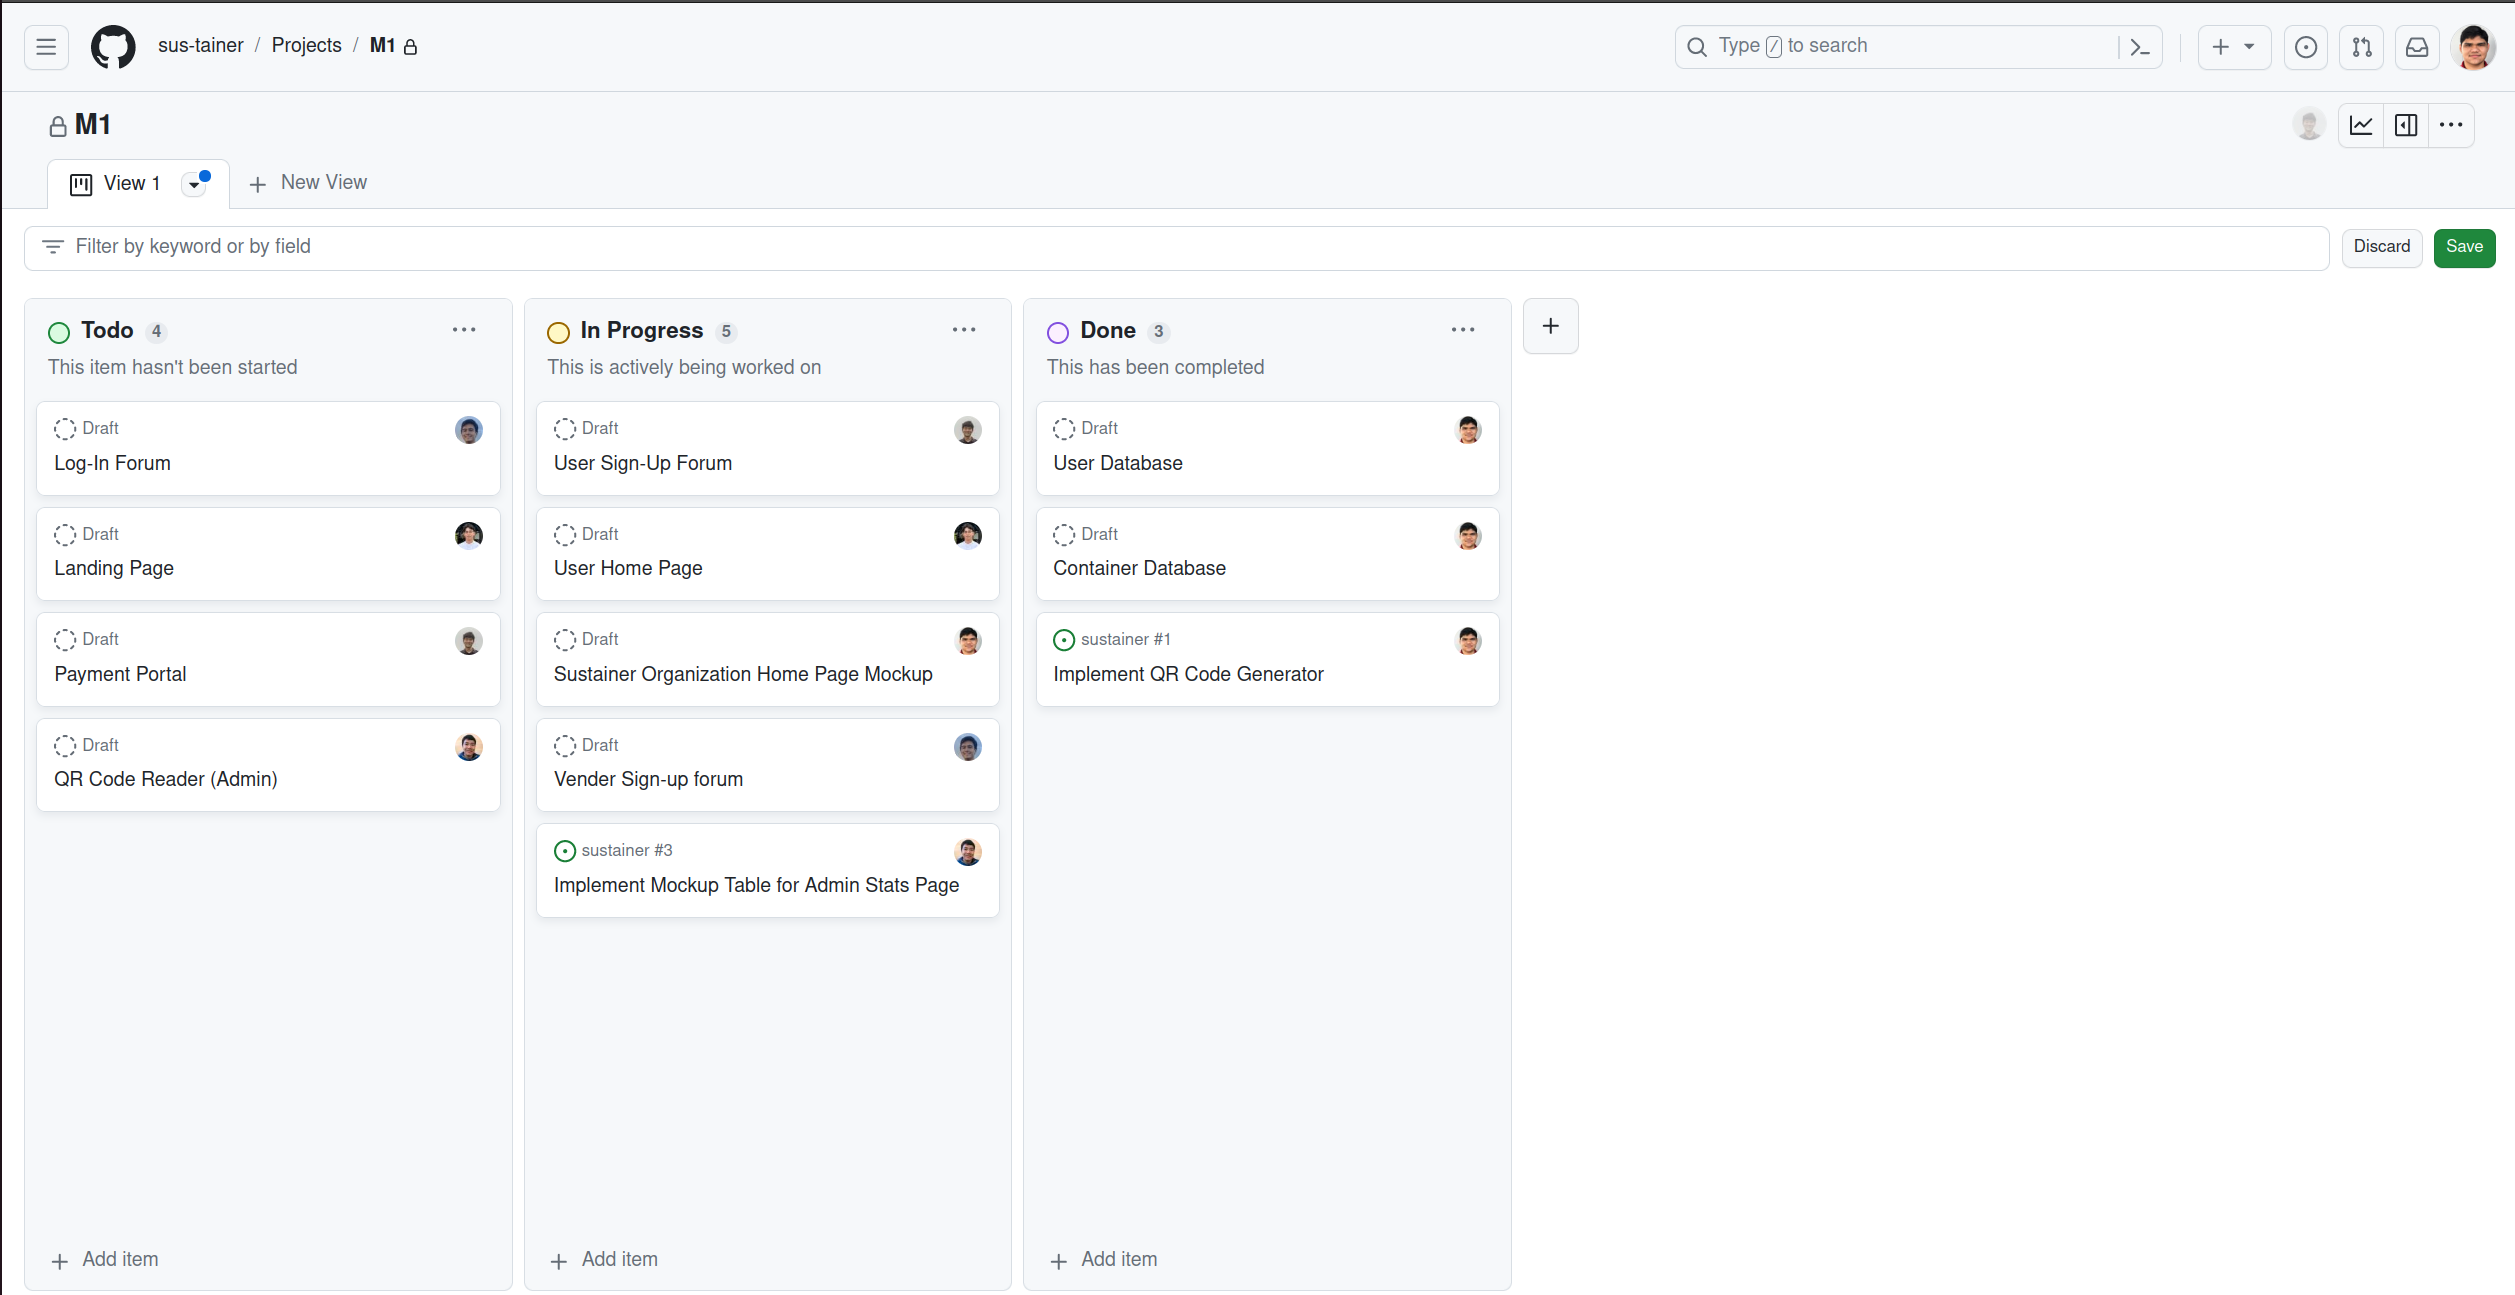 sus-tainer / Projects / M1
Type / to search
M1
View 1
New View
Filter by keyword or by field
Discard
Save
Todo 4
This item hasn't been started
Draft
Log-In Forum
Draft
Landing Page
Draft
Payment Portal
Draft
QR Code Reader (Admin)
Add item
In Progress 5
This is actively being worked on
Draft
User Sign-Up Forum
Draft
User Home Page
Draft
Sustainer Organization Home Page Mockup
Draft
Vender Sign-up forum
sustainer #3
Implement Mockup Table for Admin Stats Page
Add item
Done 3
This has been completed
Draft
User Database
Draft
Container Database
sustainer #1
Implement QR Code Generator
Add item